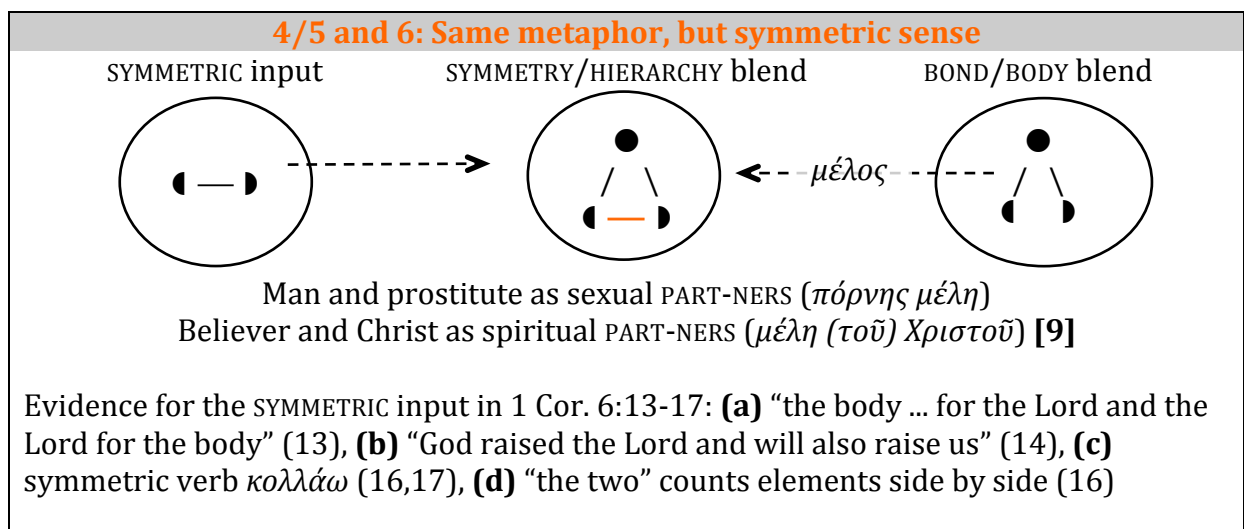 4/5 and 6: Same metaphor, but symmetric sense
SYMMETRIC input SYMMETRY/HIERARCHY blend BOND/BODY blend
μέλος
Man and prostitute as sexual PART-NERS (πόρνης μέλη)
Believer and Christ as spiritual PART-NERS (μέλη (τοῦ) Χριστοῦ) [9]
Evidence for the SYMMETRIC input in 1 Cor. 6:13-17: (a) “the body ... for the Lord and the
Lord for the body” (13), (b) “God raised the Lord and will also raise us” (14), (c)
symmetric verb κολλάω (16,17), (d) “the two” counts elements side by side (16)